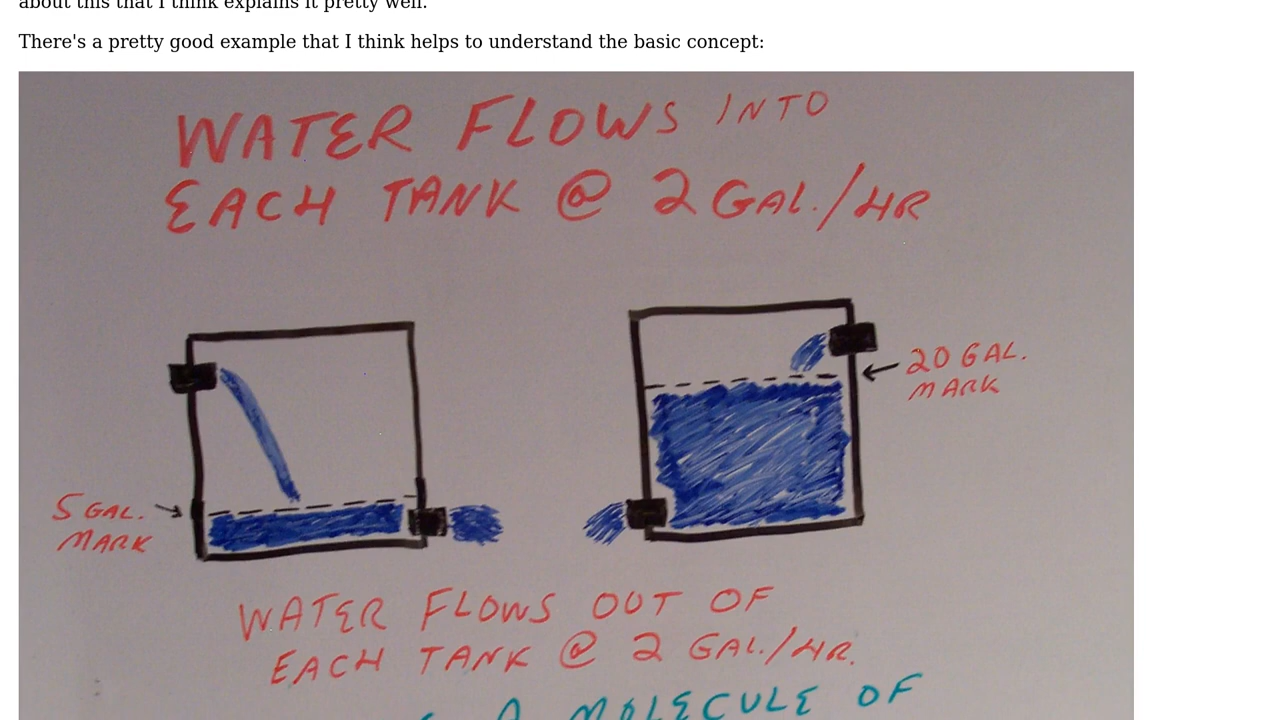 about this that I think explains it pretty well.
There's a pretty good example that I think helps to understand the basic concept:
WATER FLOWS INTO
EACH TANK @ 2 GAL./HR
20 GAL.
MARK
5 GAL.
MARK
WATER FLOWS OUT OF
EACH TANK @ 2 GAL./HR.
A MOLECULE OF